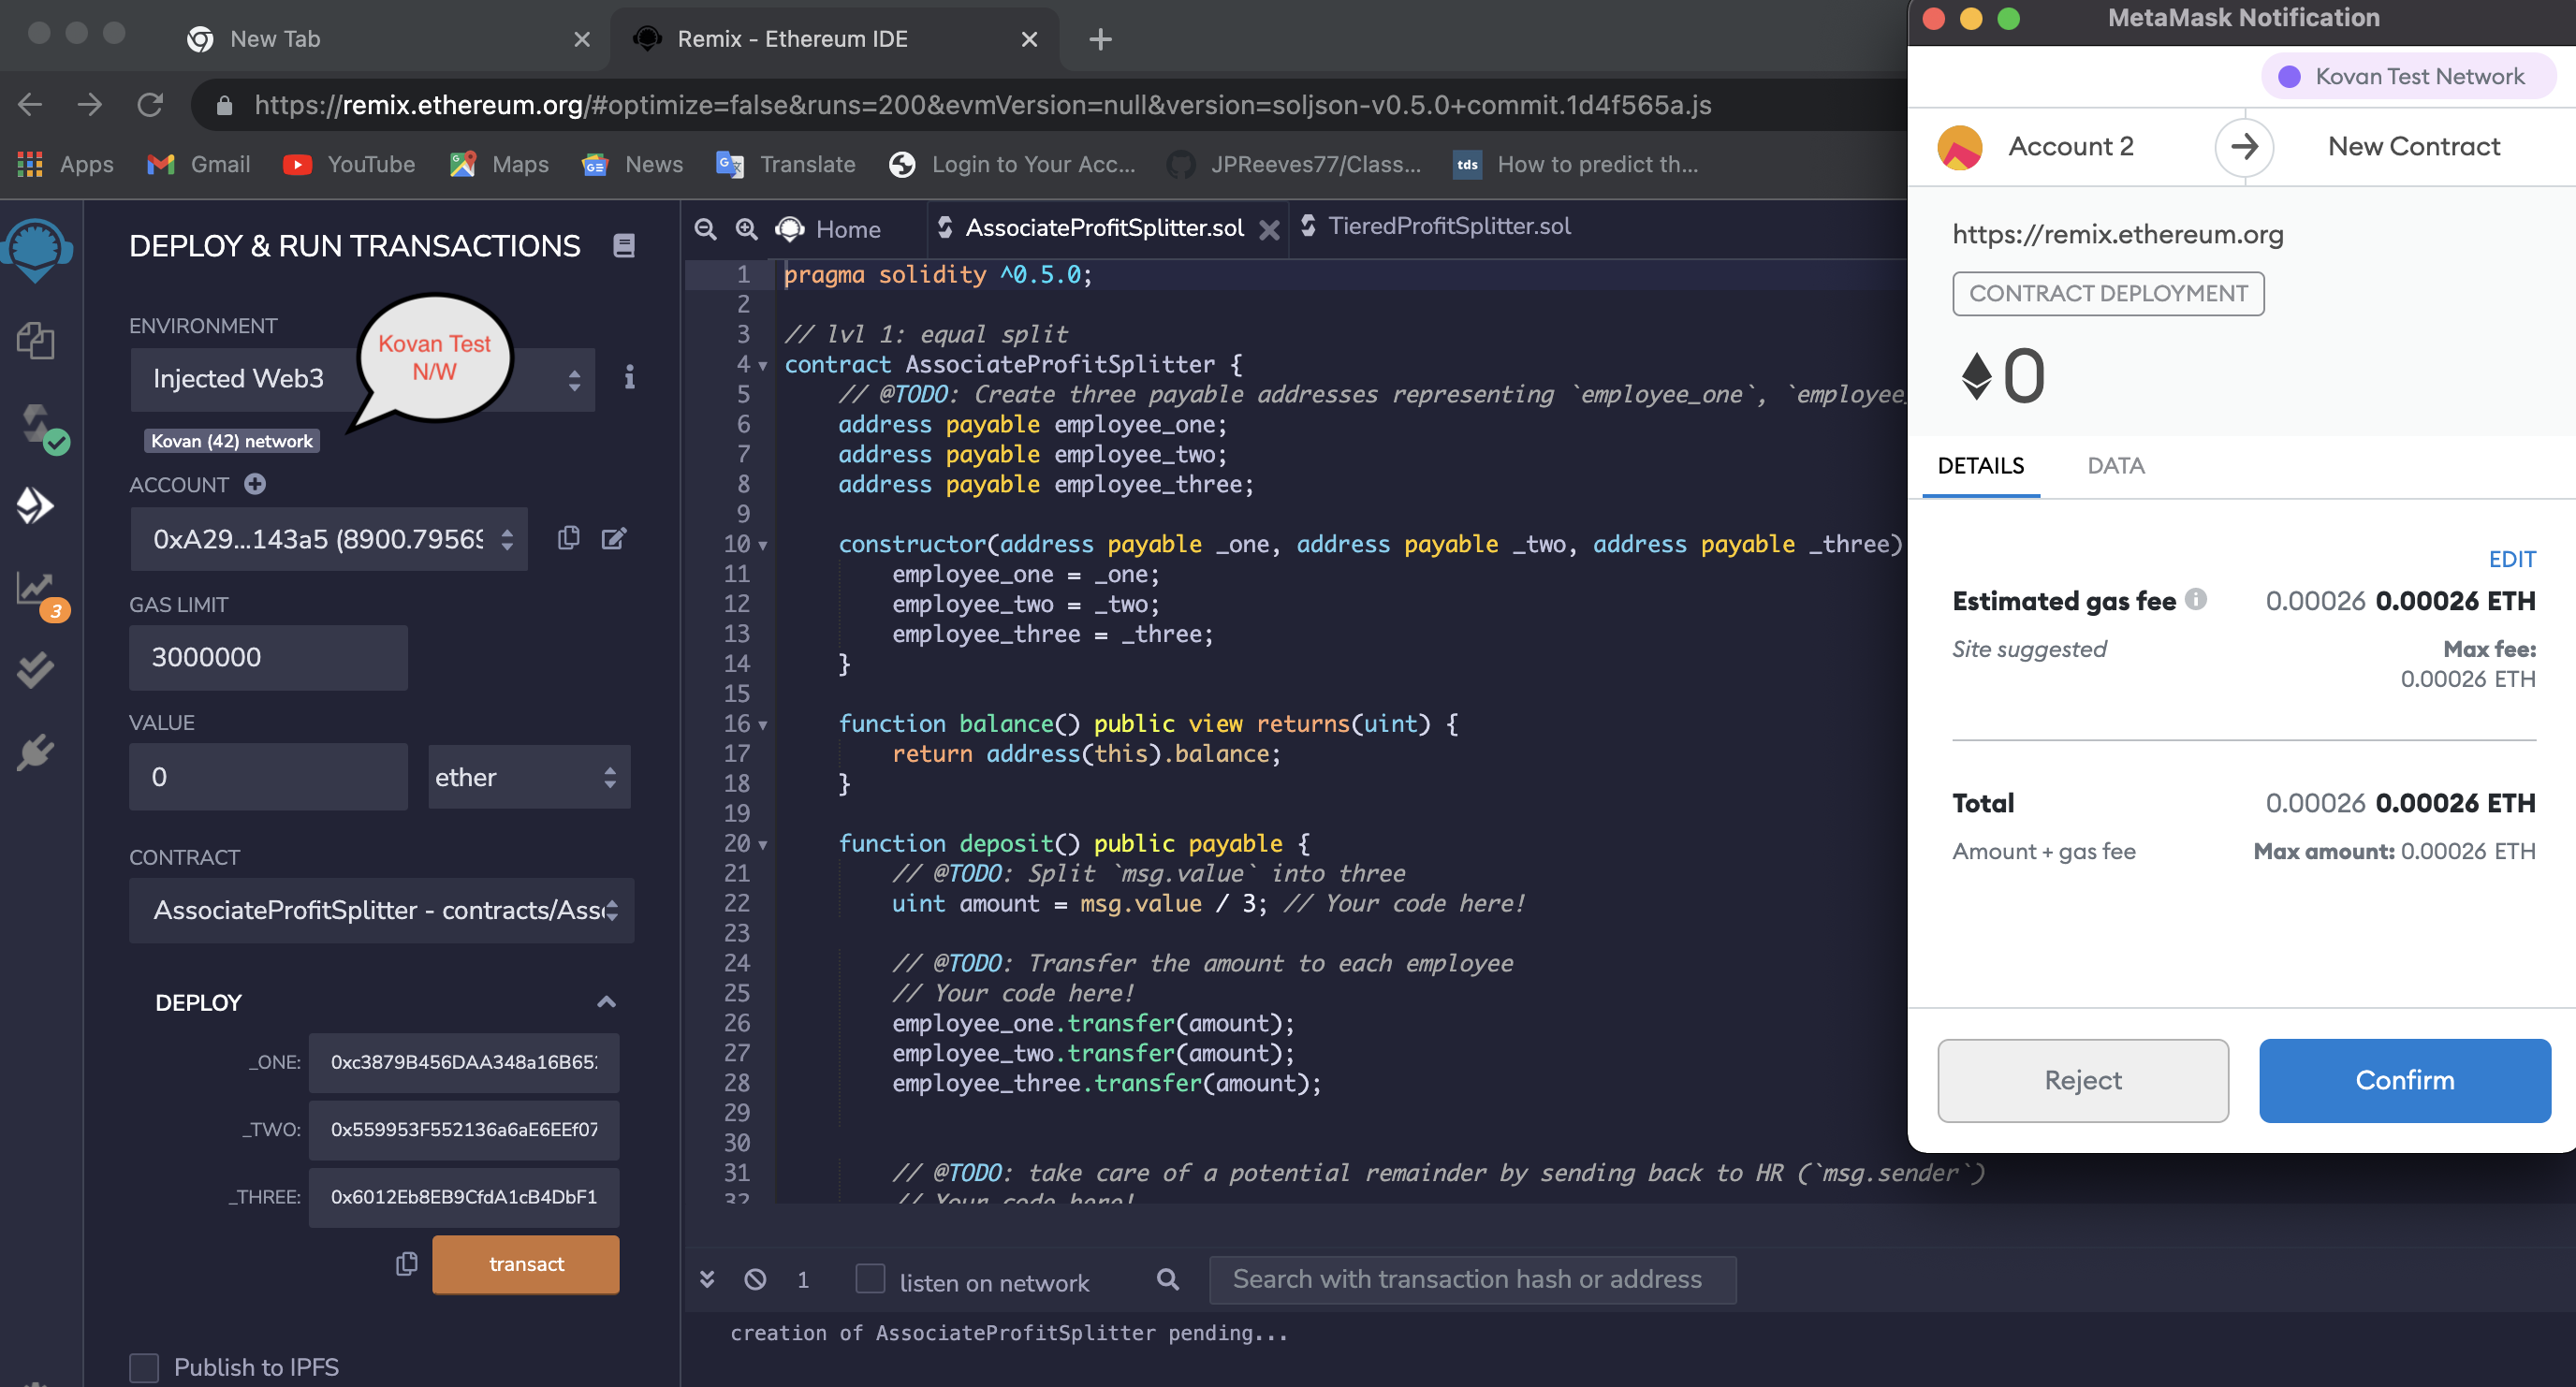 New Tab
Remix - Ethereum IDE
MetaMask Notification
https://remix.ethereum.org/#optimize=false&runs=200&evmVersion=null&version=soljson-v0.5.0+commit.1d4f565a.js
Apps
Gmail
YouTube
Maps
News
Translate
Login to Your Acc...
JPReeves77/Class...
tds
How to predict th...
DEPLOY & RUN TRANSACTIONS
ENVIRONMENT
Injected Web3
Kovan Test
N/W
Kovan (42) network
ACCOUNT
0xA29...143a5 (8900.79569
GAS LIMIT
3000000
3
VALUE
0
ether
CONTRACT
AssociateProfitSplitter - contracts/Ass
DEPLOY
_ONE: 0xc3879B456DAA348a16B65
_TWO: 0x559953F552136a6aE6EEf07
_THREE: 0x6012Eb8EB9CfdA1cB4DbF1
transact
Publish to IPFS
Home
AssociateProfitSplitter.sol
TieredProfitSplitter.sol
1 pragma solidity ^0.5.0;
2
3 // lvl 1: equal split
4 contract AssociateProfitSplitter {
5 // @TODO: Create three payable addresses representing `employee_one`, `employee_
6 address payable employee_one;
7 address payable employee_two;
8 address payable employee_three;
9
10 constructor(address payable _one, address payable _two, address payable _three)
11 employee_one = _one;
12 employee_two = _two;
13 employee_three = _three;
14 }
15
16 function balance() public view returns(uint) {
17 return address(this).balance;
18 }
19
20 function deposit() public payable {
21 // @TODO: Split `msg.value` into three
22 uint amount = msg.value / 3; // Your code here!
23
24 // @TODO: Transfer the amount to each employee
25 // Your code here!
26 employee_one.transfer(amount);
27 employee_two.transfer(amount);
28 employee_three.transfer(amount);
29
30
31 // @TODO: take care of a potential remainder by sending back to HR (`msg.sender`)
32 // Your code here!
1
listen on network
Search with transaction hash or address
creation of AssociateProfitSplitter pending...
Kovan Test Network
Account 2
New Contract
https://remix.ethereum.org
CONTRACT DEPLOYMENT
0
DETAILS
DATA
EDIT
Estimated gas fee 0.00026 0.00026 ETH
Site suggested Max fee:
0.00026 ETH
Total 0.00026 0.00026 ETH
Amount + gas fee Max amount: 0.00026 ETH
Reject
Confirm